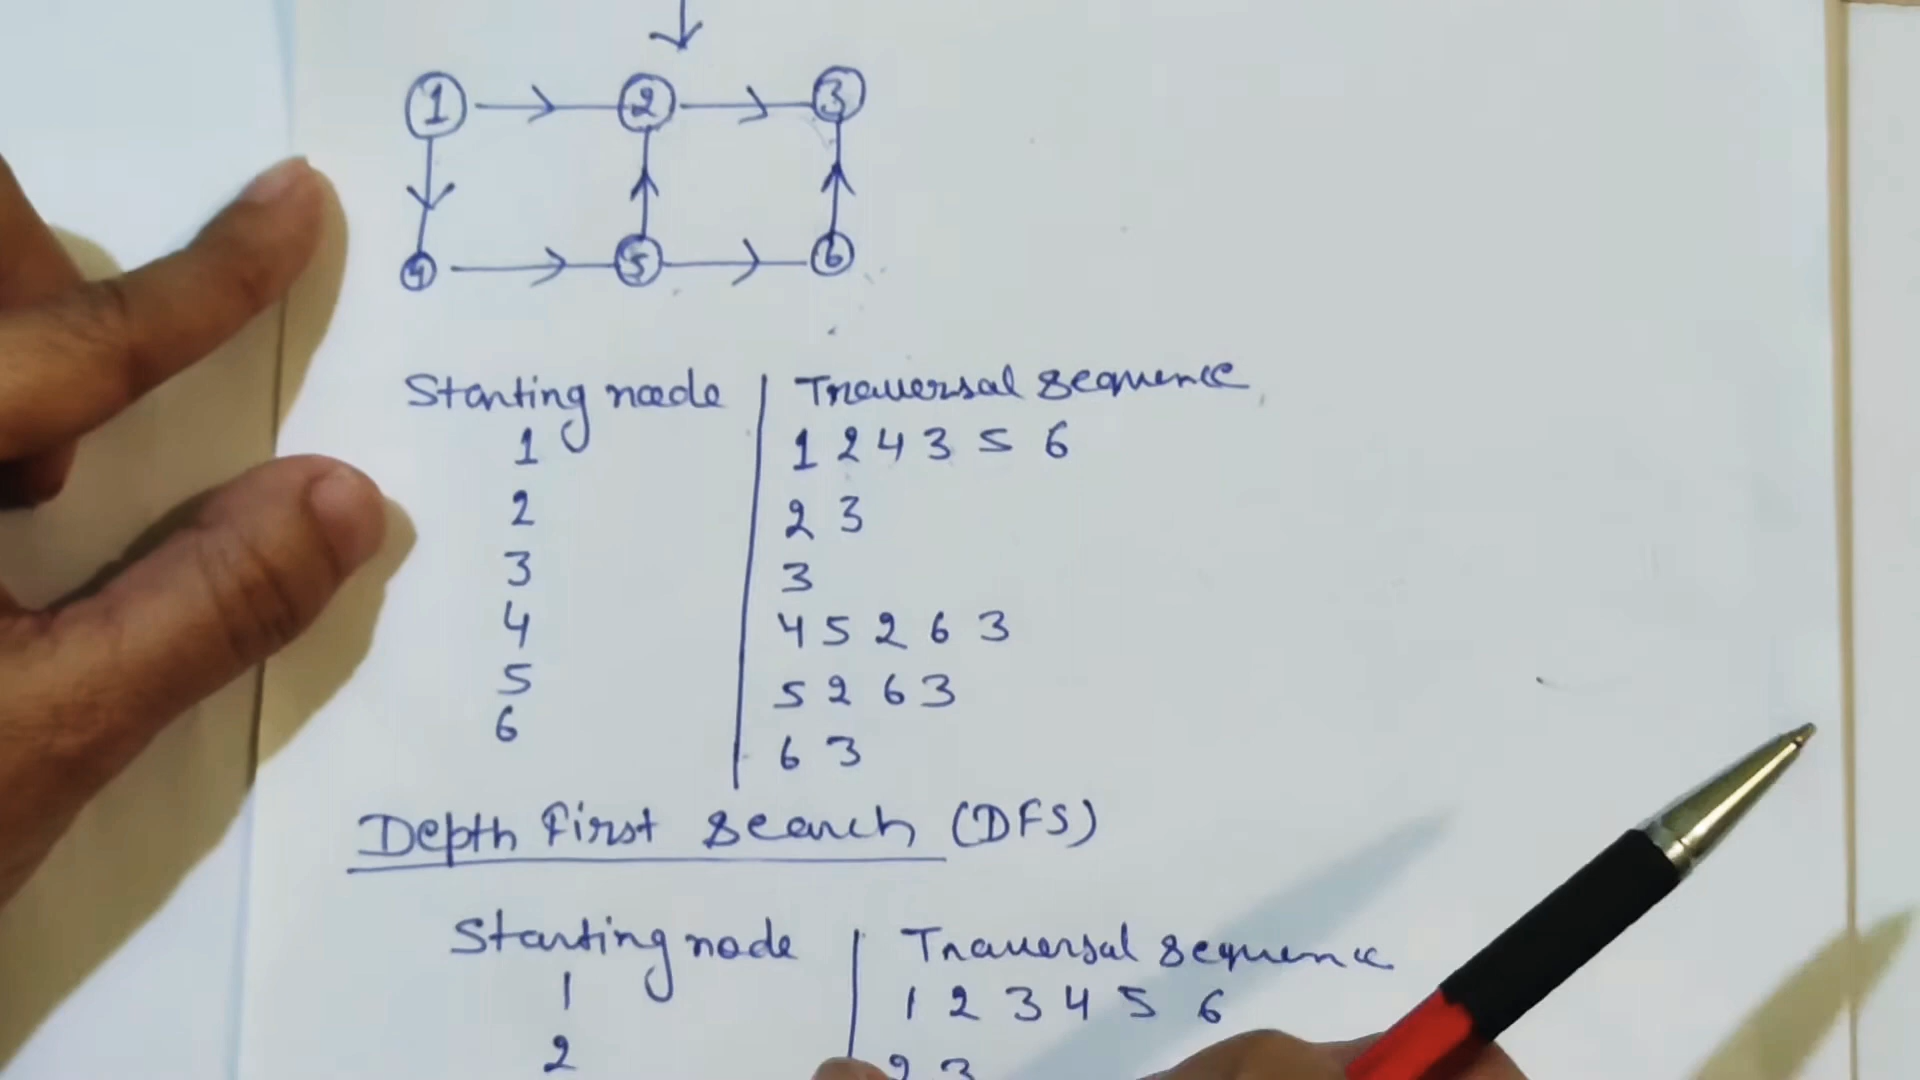 1 2 3
4 5 6
Starting node | Traversal sequence
1 1 2 4 3 5 6
2 2 3
3 3
4 4 5 2 6 3
5 5 2 6 3
6 6 3
Depth First Search (DFS)
Starting node | Traversal sequence
1 1 2 3 4 5 6
2 2 3